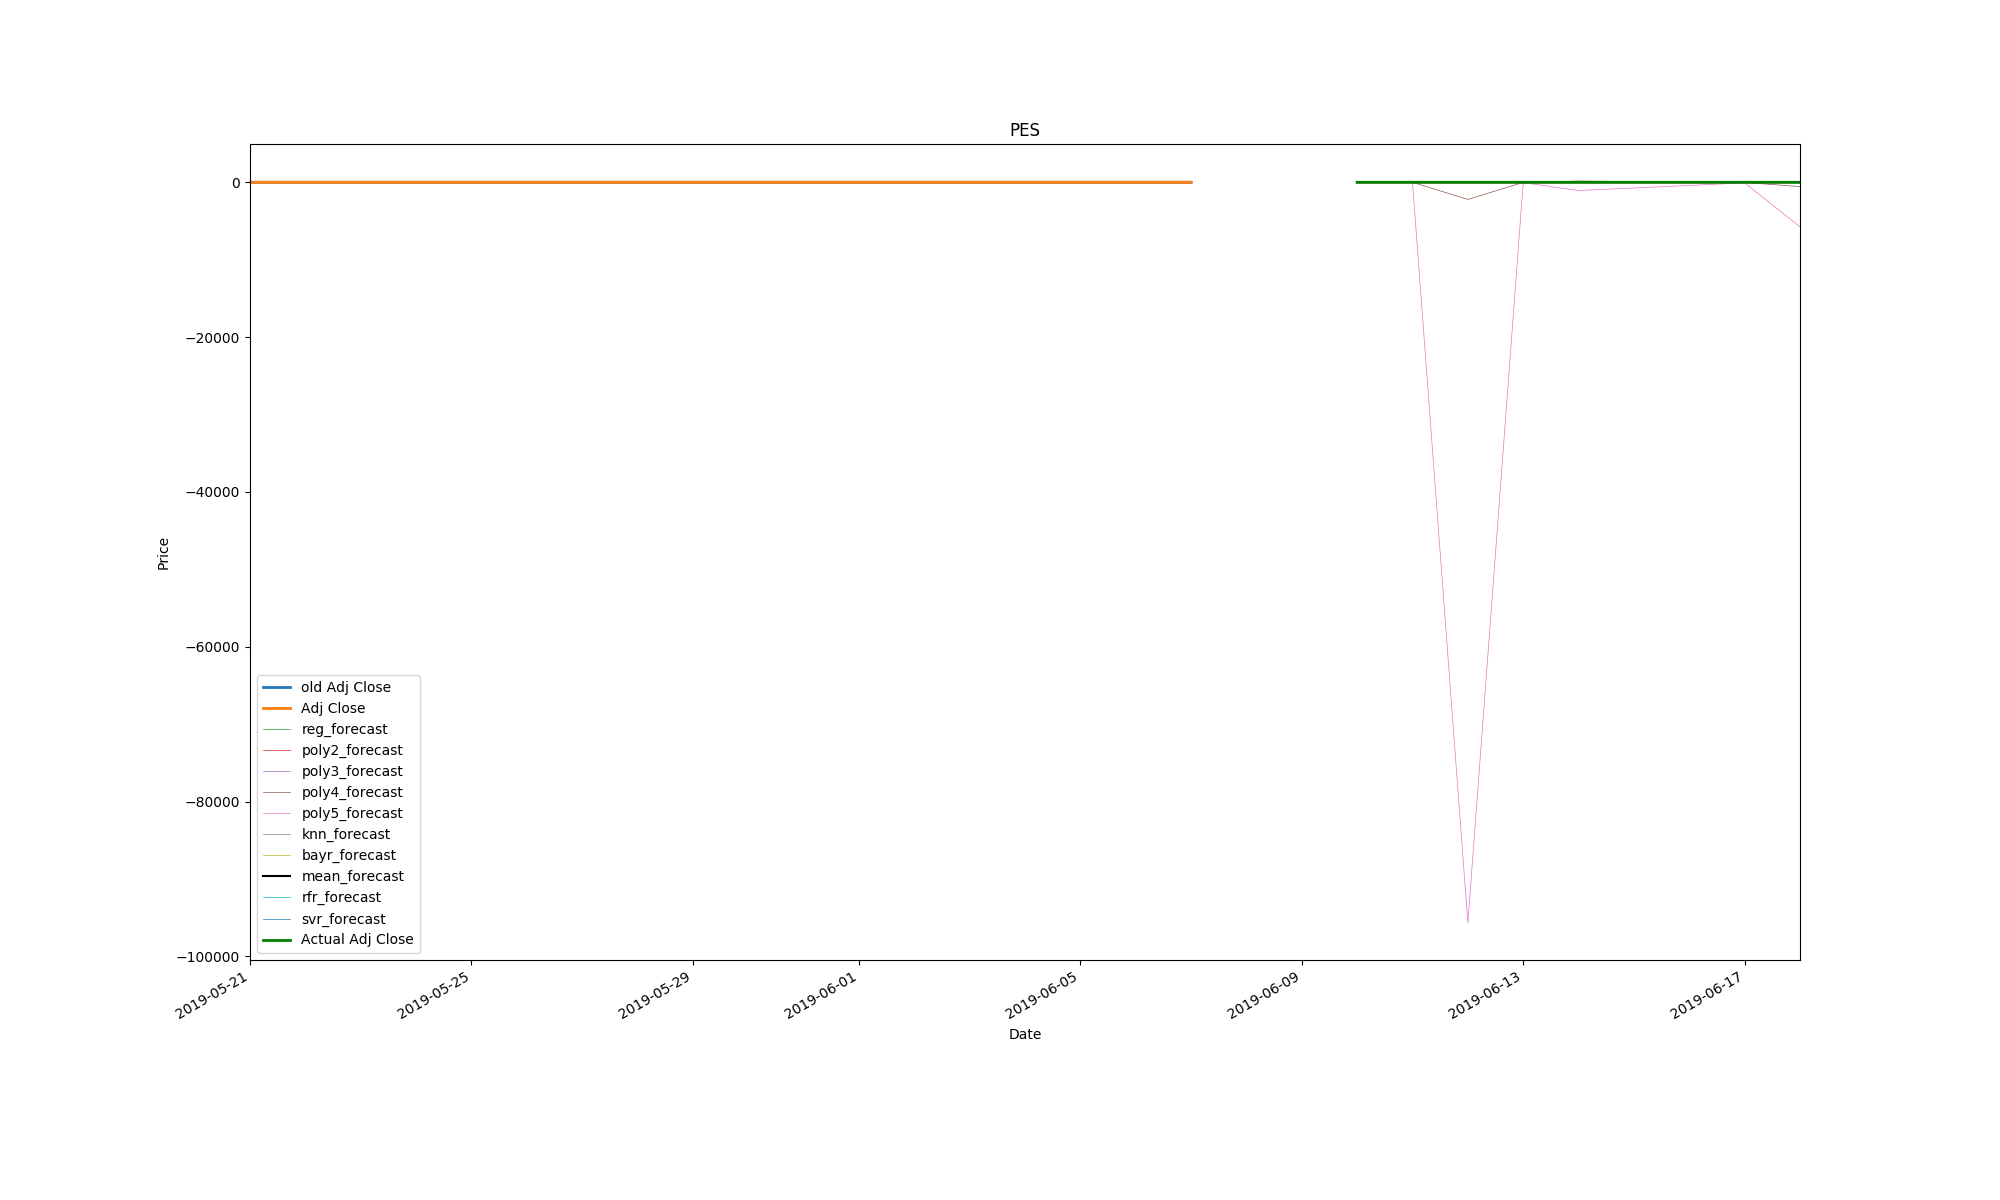 PES
0
−20000
−40000
−60000
−80000
−100000
Price
old Adj Close
Adj Close
reg_forecast
poly2_forecast
poly3_forecast
poly4_forecast
poly5_forecast
knn_forecast
bayr_forecast
mean_forecast
rfr_forecast
svr_forecast
Actual Adj Close
2019-05-21
2019-05-25
2019-05-29
2019-06-01
2019-06-05
2019-06-09
2019-06-13
2019-06-17
Date